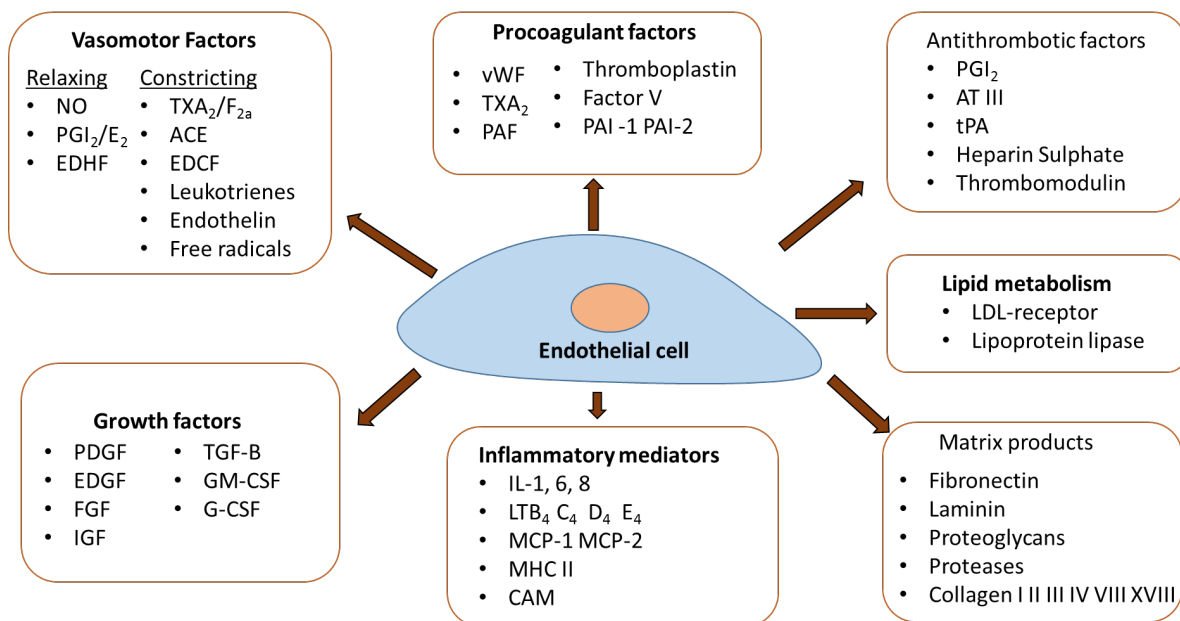 Vasomotor Factors
Relaxing
• NO
• PGI₂/E₂
• EDHF
Constricting
• TXA₂/F₂ₐ
• ACE
• EDCF
• Leukotrienes
• Endothelin
• Free radicals
Procoagulant factors
• vWF
• TXA₂
• PAF
• Thromboplastin
• Factor V
• PAI -1 PAI-2
Antithrombotic factors
• PGI₂
• AT III
• tPA
• Heparin Sulphate
• Thrombomodulin
Endothelial cell
Lipid metabolism
• LDL-receptor
• Lipoprotein lipase
Growth factors
• PDGF
• EDGF
• FGF
• IGF
• TGF-B
• GM-CSF
• G-CSF
Inflammatory mediators
• IL-1, 6, 8
• LTB₄ C₄ D₄ E₄
• MCP-1 MCP-2
• MHC II
• CAM
Matrix products
• Fibronectin
• Laminin
• Proteoglycans
• Proteases
• Collagen I II III IV VIII XVIII